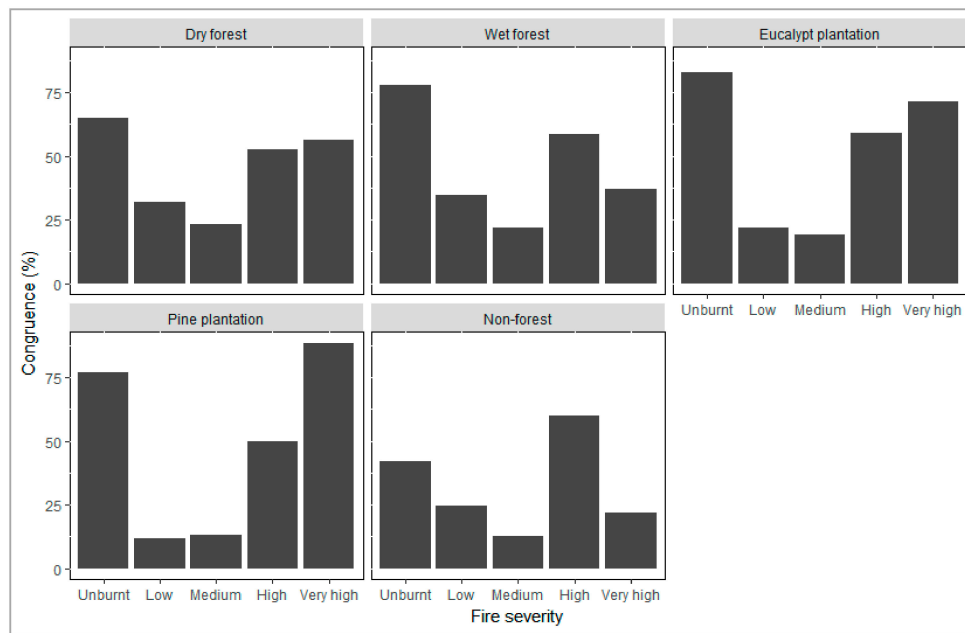 Dry forest
Wet forest
Eucalypt plantation
75
50
25
0
Unburnt Low Medium High Very high
Pine plantation
Non-forest
Congruence (%)
75
50
25
0
Unburnt Low Medium High Very high
Unburnt Low Medium High Very high
Fire severity